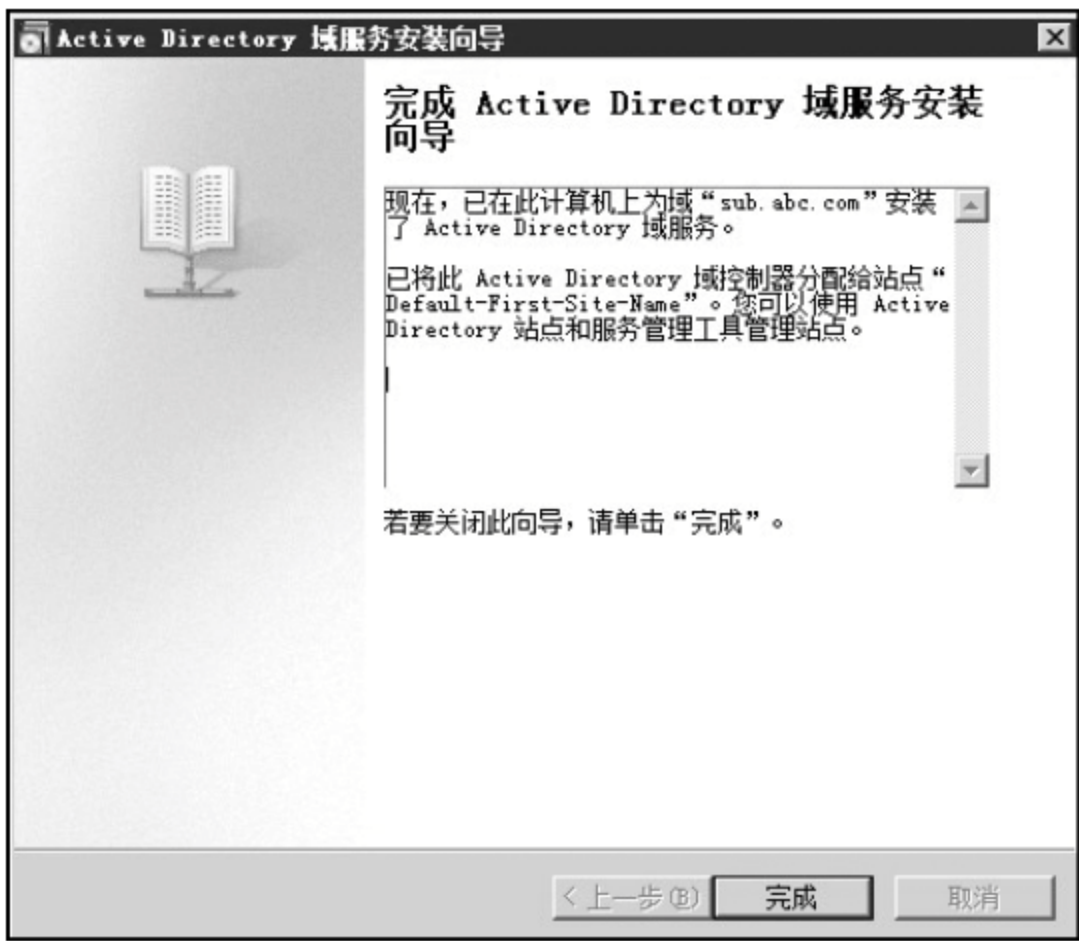 Active Directory 域服务安装向导
完成 Active Directory 域服务安装
向导
现在，已在此计算机上为域“sub.abc.com”安装
了 Active Directory 域服务。
已将此 Active Directory 域控制器分配给站点“
Default-First-Site-Name”。您可以使用 Active
Directory 站点和服务管理工具管理站点。
若要关闭此向导，请单击“完成”。
< 上一步(B)
完成
取消